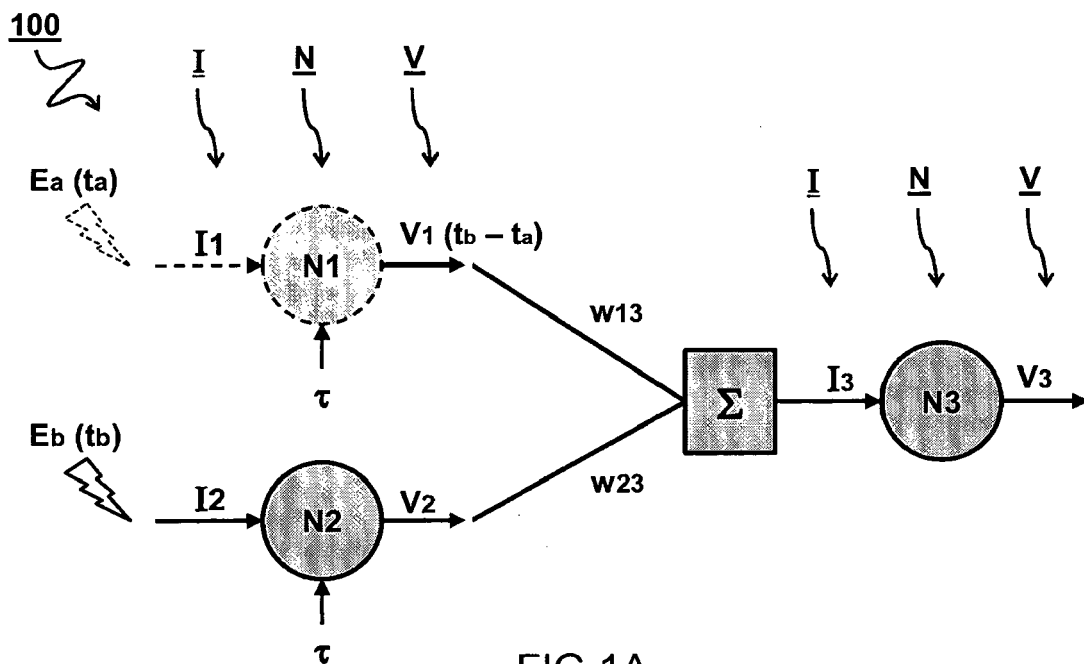 100
I N V
Ea (ta)
I1
N1
V1 (tb – ta)
τ
w13
I N V
Σ
I3
N3
V3
Eb (tb)
I2
N2
V2
w23
τ
FIG 1A